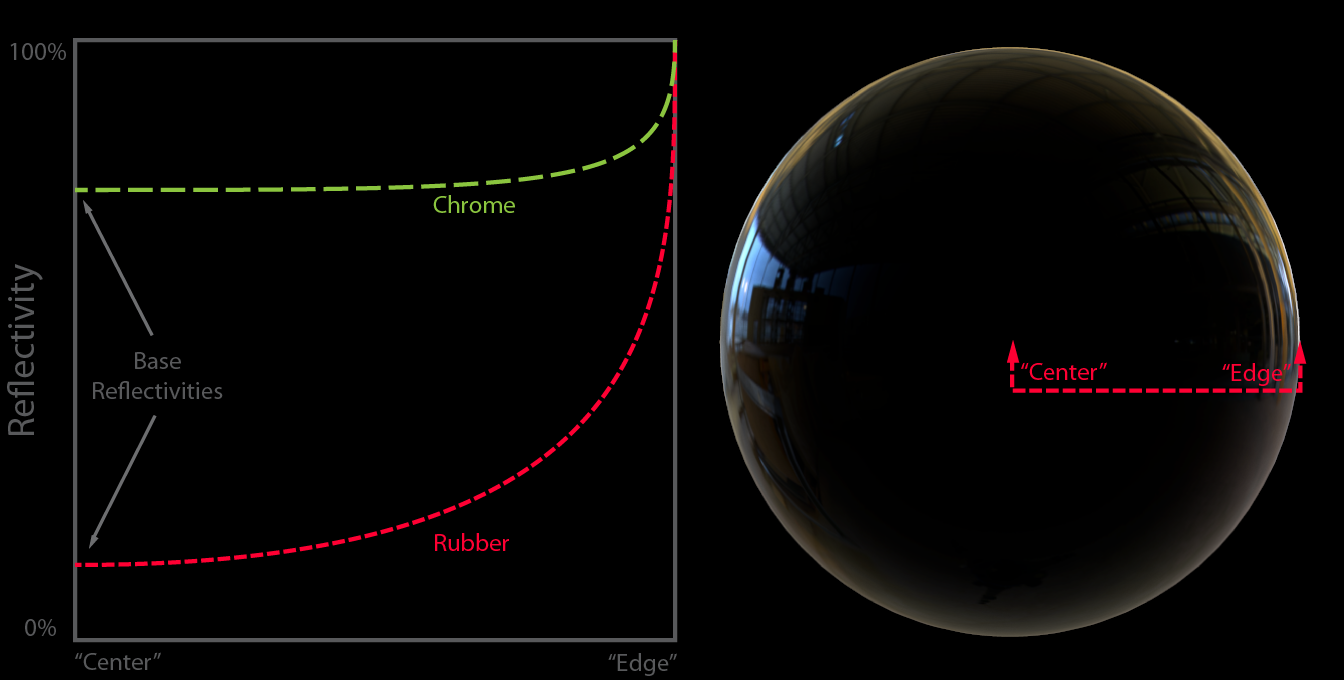 100%
Chrome
Reflectivity
Base
Reflectivities
Rubber
0%
“Center”
“Edge”
“Center”
“Edge”